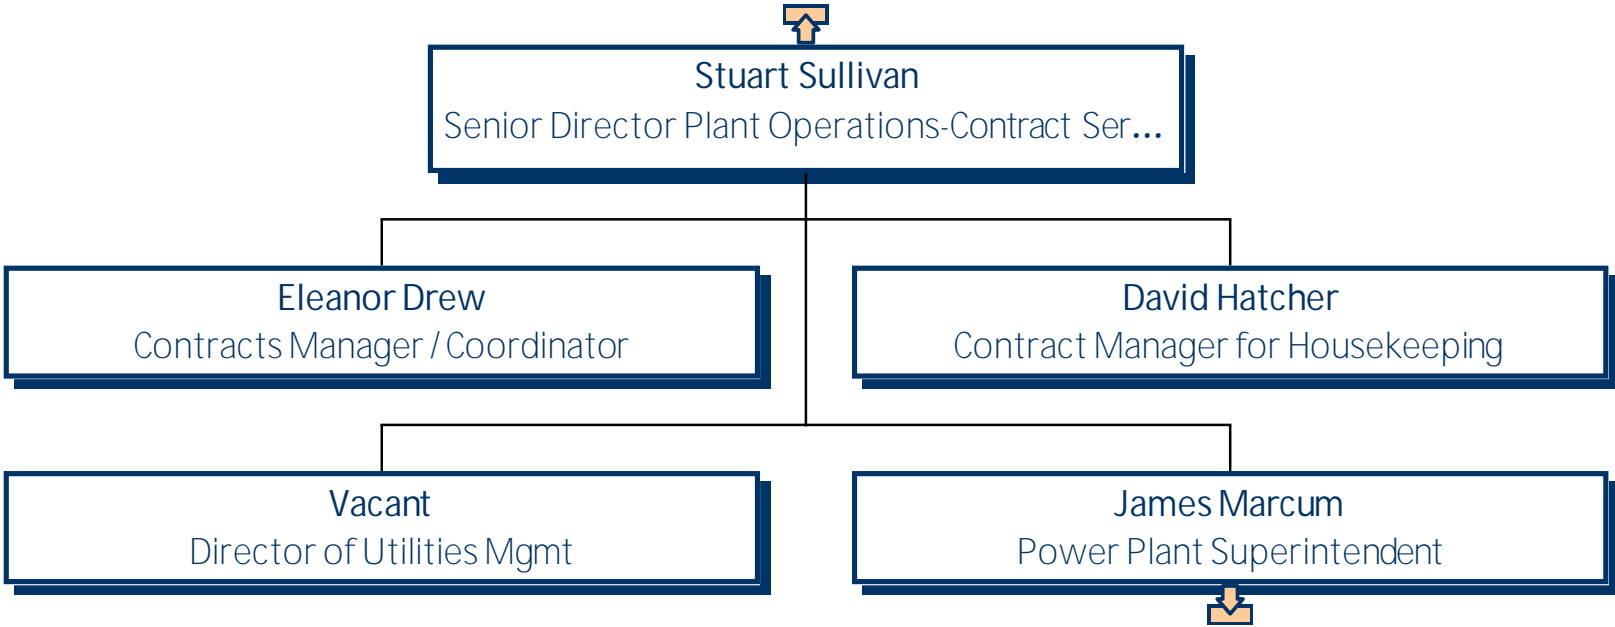 Stuart Sullivan
Senior Director Plant Operations-Contract Ser...
Eleanor Drew
Contracts Manager / Coordinator
David Hatcher
Contract Manager for Housekeeping
Vacant
Director of Utilities Mgmt
James Marcum
Power Plant Superintendent